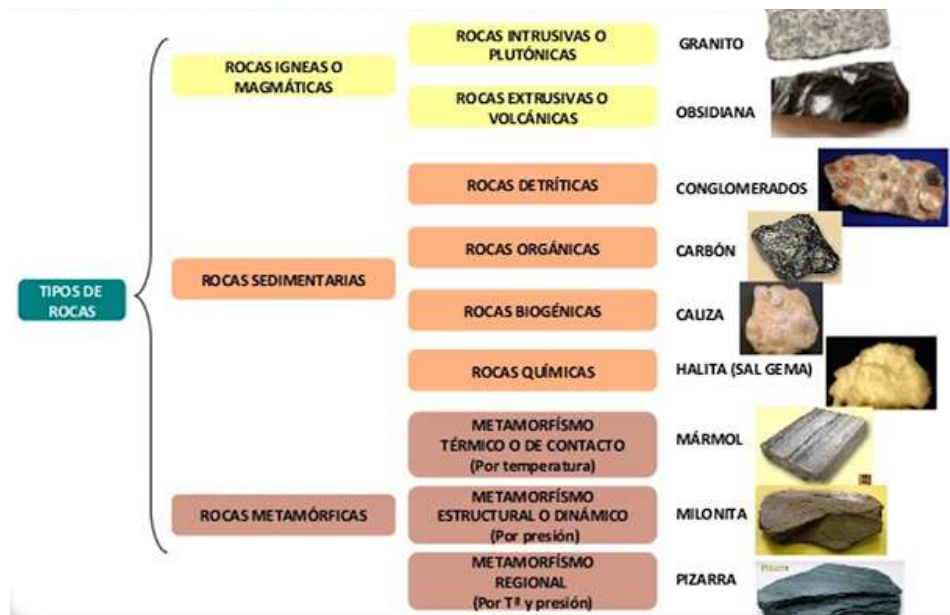 TIPOS DE
ROCAS
ROCAS IGNEAS O
MAGMÁTICAS
ROCAS INTRUSIVAS O
PLUTÓNICAS
GRANITO
ROCAS EXTRUSIVAS O
VOLCÁNICAS
OBSIDIANA
ROCAS SEDIMENTARIAS
ROCAS DETRÍTICAS
CONGLOMERADOS
ROCAS ORGÁNICAS
CARBÓN
ROCAS BIOGÉNICAS
CALIZA
ROCAS QUÍMICAS
HALITA (SAL GEMA)
ROCAS METAMÓRFICAS
METAMORFÍSMO
TÉRMICO O DE CONTACTO
(Por temperatura)
MÁRMOL
METAMORFÍSMO
ESTRUCTURAL O DINÁMICO
(Por presión)
MILONITA
METAMORFÍSMO
REGIONAL
(Por Tª y presión)
PIZARRA
Pizarra